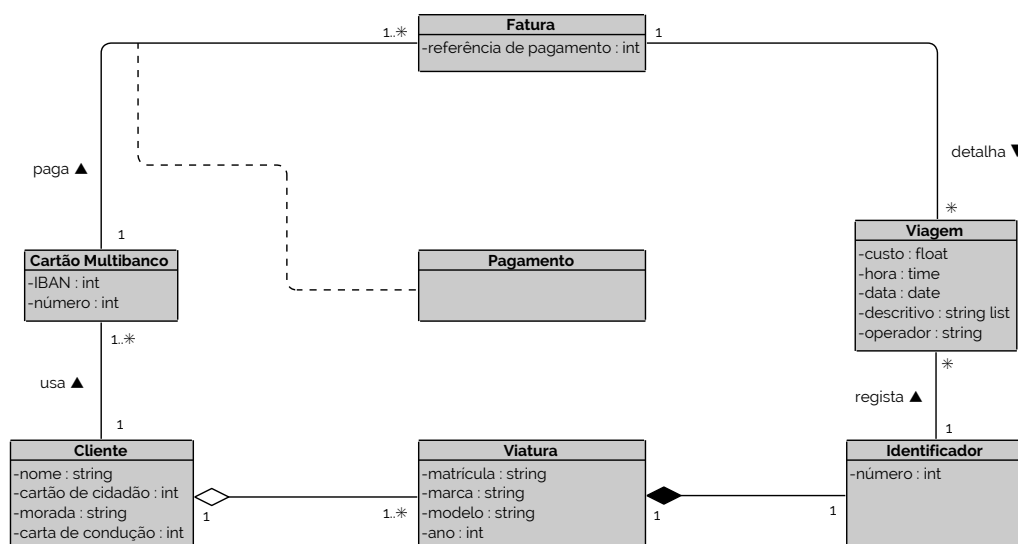 Fatura
-referência de pagamento : int
1..*
1
paga ▲
detalha ▼
1
*
Cartão Multibanco
-IBAN : int
-número : int
Pagamento
Viagem
-custo : float
-hora : time
-data : date
-descritivo : string list
-operador : string
1..*
*
usa ▲
regista ▲
1
1
Cliente
-nome : string
-cartão de cidadão : int
-morada : string
-carta de condução : int
Viatura
-matrícula : string
-marca : string
-modelo : string
-ano : int
Identificador
-número : int
1
1..*
1
1